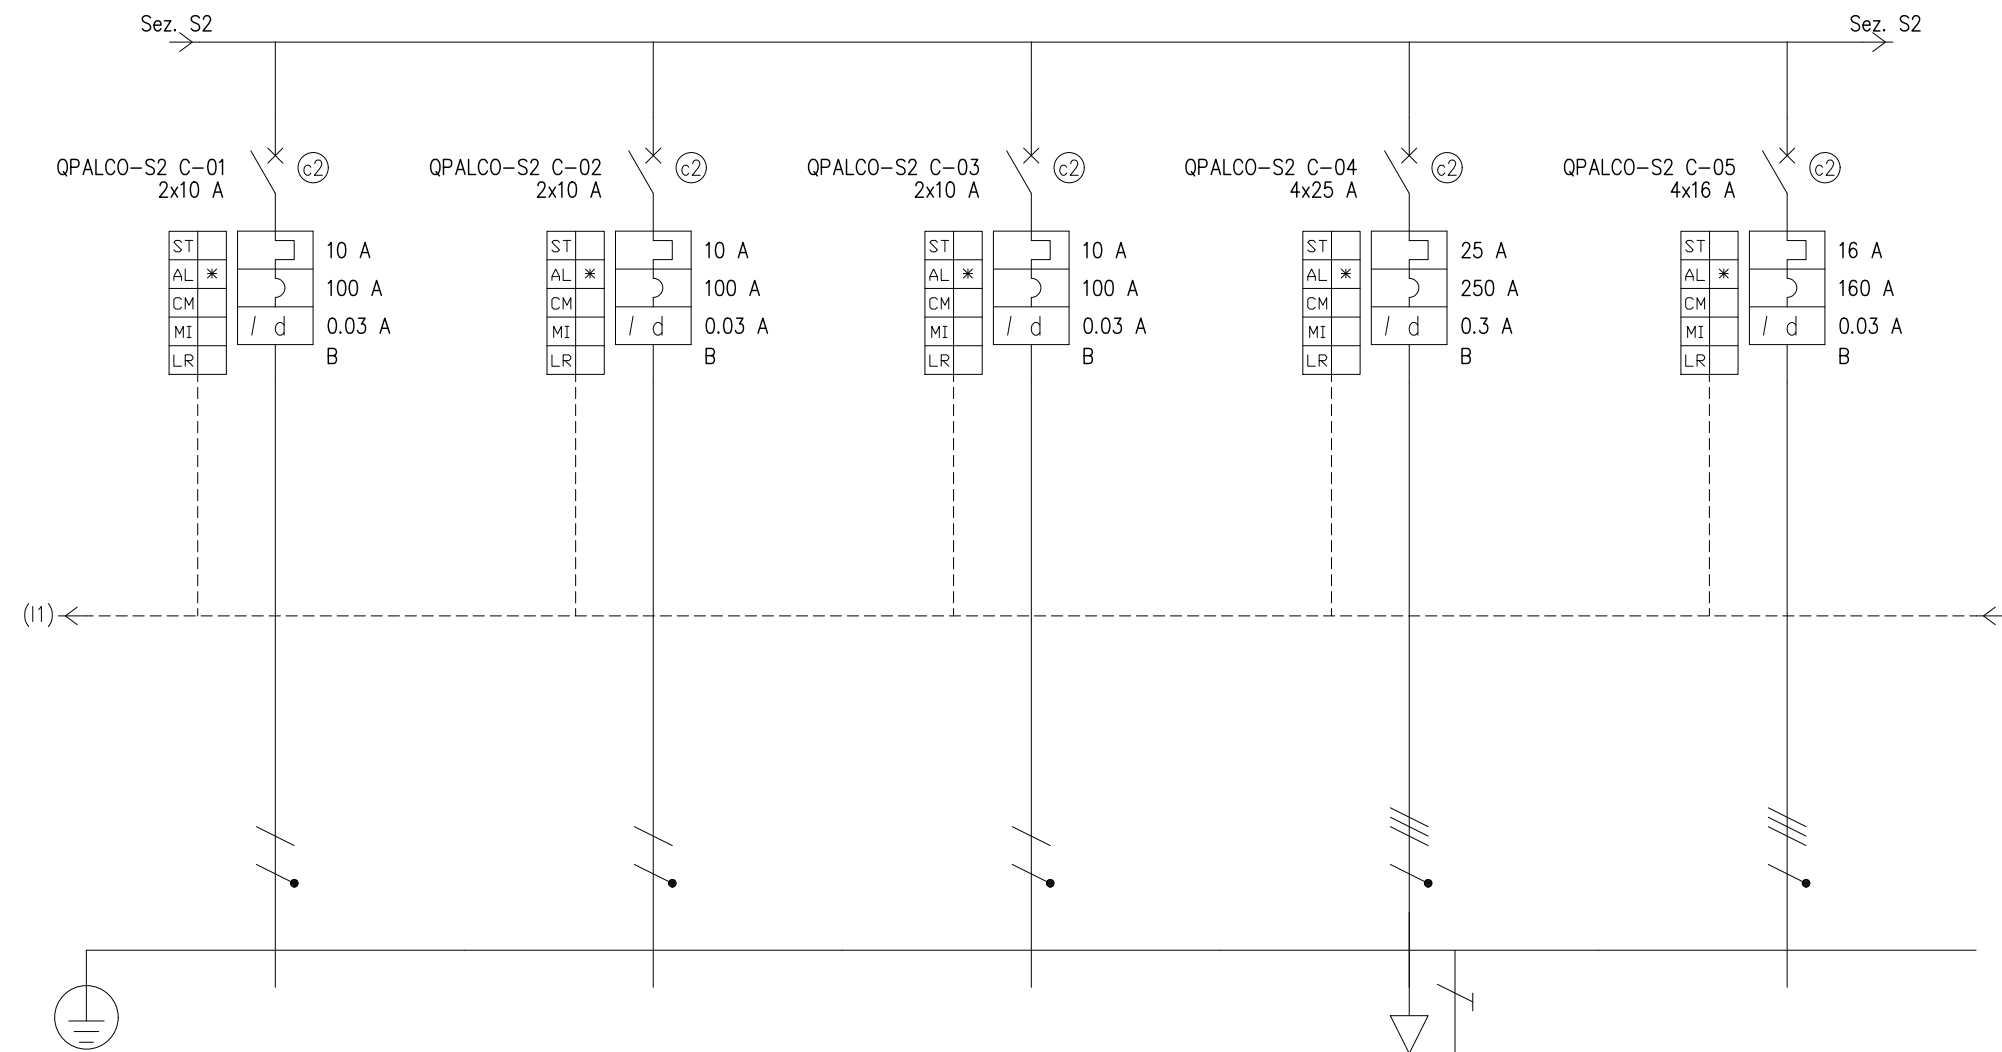 Sez. S2
Sez. S2
QPALCO-S2 C-01
2x10 A
c2
ST
AL *
CM
MI
LR
10 A
100 A
I d
0.03 A
B
QPALCO-S2 C-02
2x10 A
c2
ST
AL *
CM
MI
LR
10 A
100 A
I d
0.03 A
B
QPALCO-S2 C-03
2x10 A
c2
ST
AL *
CM
MI
LR
10 A
100 A
I d
0.03 A
B
QPALCO-S2 C-04
4x25 A
c2
ST
AL *
CM
MI
LR
25 A
250 A
I d
0.3 A
B
QPALCO-S2 C-05
4x16 A
c2
ST
AL *
CM
MI
LR
16 A
160 A
I d
0.03 A
B
(I1)